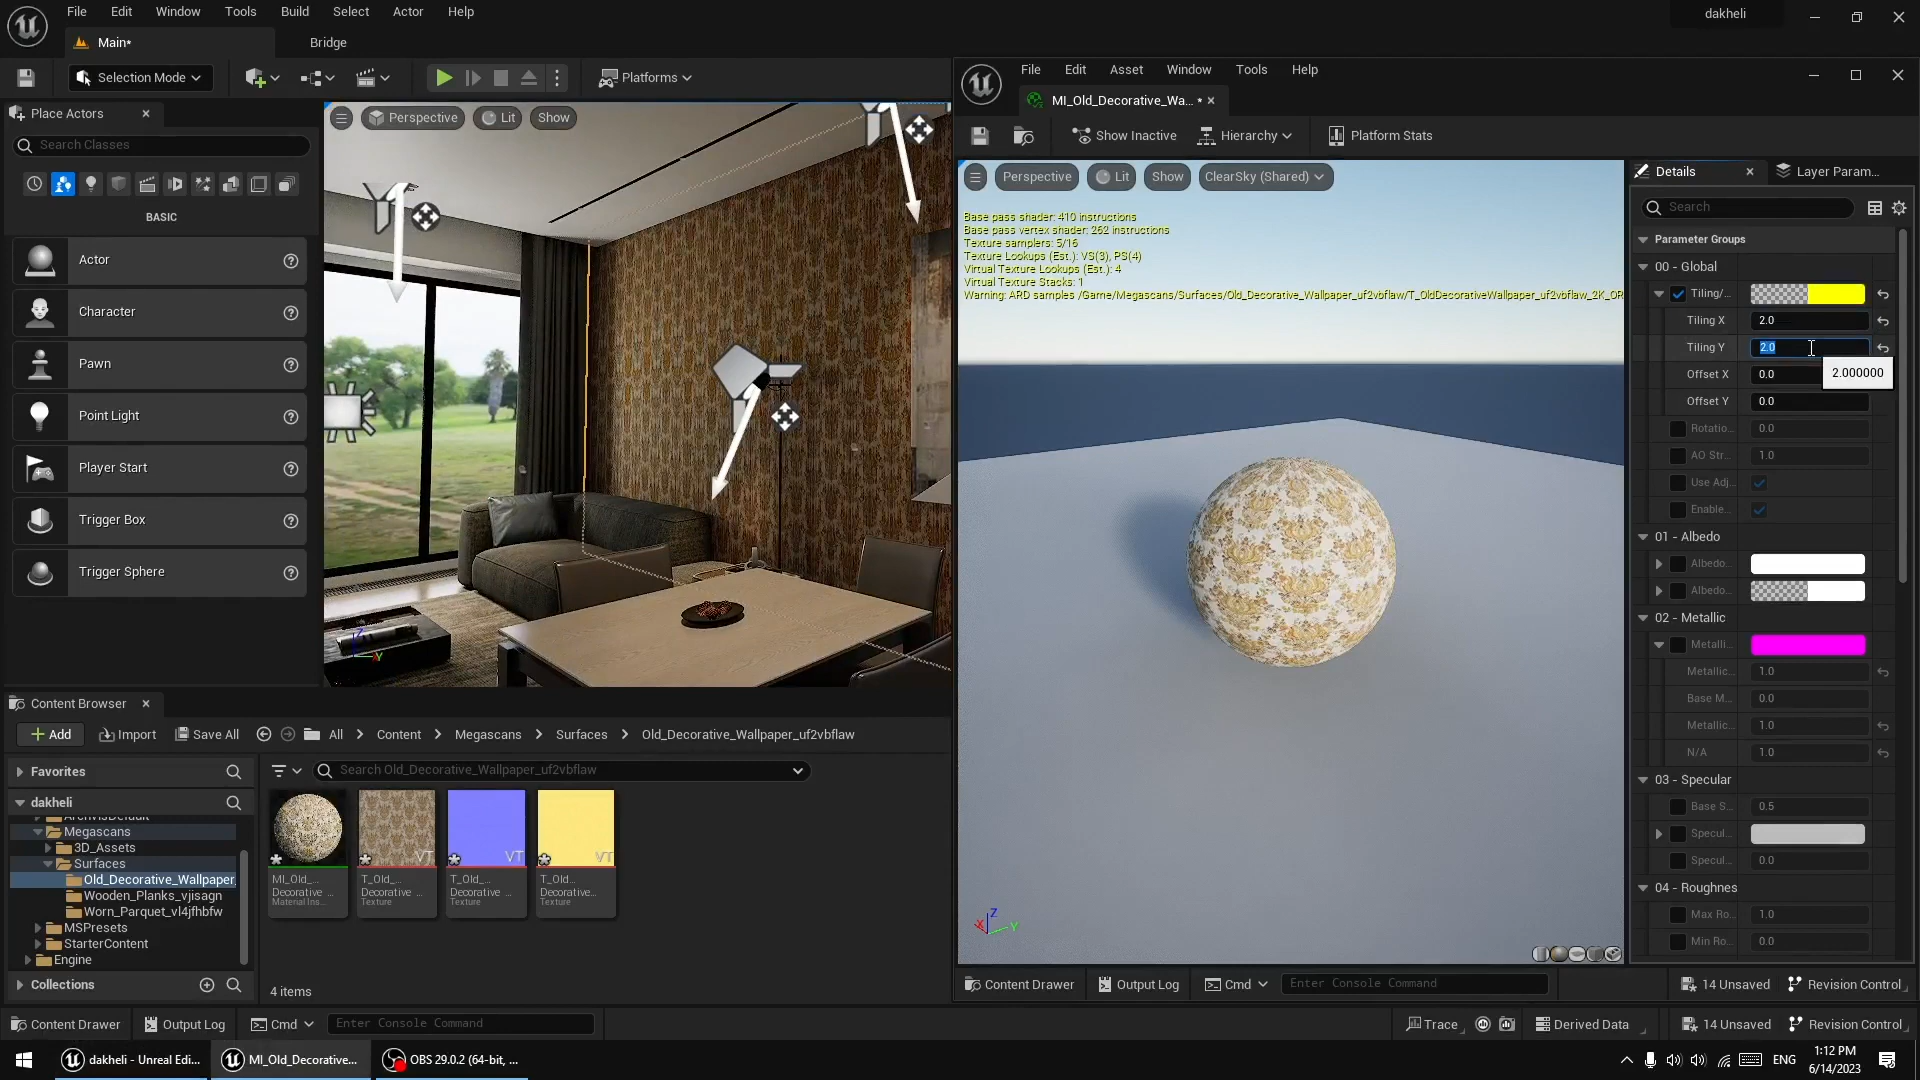 File Edit Window Tools Build Select Actor Help
dakheli
Main*
Bridge
Selection Mode
Platforms
Place Actors
Search Classes
BASIC
Actor
Character
Pawn
Point Light
Player Start
Trigger Box
Trigger Sphere
Perspective Lit Show
File Edit Asset Window Tools Help
MI_Old_Decorative_Wa... *
Show Inactive Hierarchy Platform Stats
Perspective Lit Show ClearSky (Shared)
Base pass shader: 410 instructions
Base pass vertex shader: 262 instructions
Texture samplers: 5/16
Texture Lookups (Est.): VS(3), PS(4)
Virtual Texture Lookups (Est.): 4
Virtual Texture Stacks: 1
Warning: ARD samples /Game/Megascans/Surfaces/Old_Decorative_Wallpaper_uf2vbflaw/T_OldDecorativeWallpaper_uf2vbflaw_2K_OR
Z
Y
X
Details
Layer Param...
Search
Parameter Groups
00 - Global
Tiling/...
Tiling X 2.0
Tiling Y 2.0
2.000000
Offset X 0.0
Offset Y 0.0
Rotatio... 0.0
AO Str... 1.0
Use Adj...
Enable...
01 - Albedo
Albedo...
Albedo...
02 - Metallic
Metalli...
Metallic... 1.0
Base M... 0.0
Metallic... 1.0
N/A 1.0
03 - Specular
Base S... 0.5
Specul...
Specul... 0.0
04 - Roughness
Max Ro... 1.0
Min Ro... 0.0
Content Drawer Output Log Cmd Enter Console Command
14 Unsaved Revision Control
Content Browser
Add Import Save All All Content Megascans Surfaces Old_Decorative_Wallpaper_uf2vbflaw
Favorites
Search Old_Decorative_Wallpaper_uf2vbflaw
dakheli
ArchvisDefault
Megascans
3D_Assets
Surfaces
Old_Decorative_Wallpaper_
Wooden_Planks_vjisagn
Worn_Parquet_vl4jfhbfw
MSPresets
StarterContent
Engine
Collections
VT
VT
VT
MI_Old_...
Decorative_...
Material Ins...
T_Old_...
Decorative_...
Texture
T_Old_...
Decorative_...
Texture
T_Old_...
Decorative...
Texture
4 items
Content Drawer Output Log Cmd Enter Console Command
Trace Derived Data 14 Unsaved Revision Control
dakheli - Unreal Edi...
MI_Old_Decorative...
OBS 29.0.2 (64-bit, ...
ENG
1:12 PM
6/14/2023